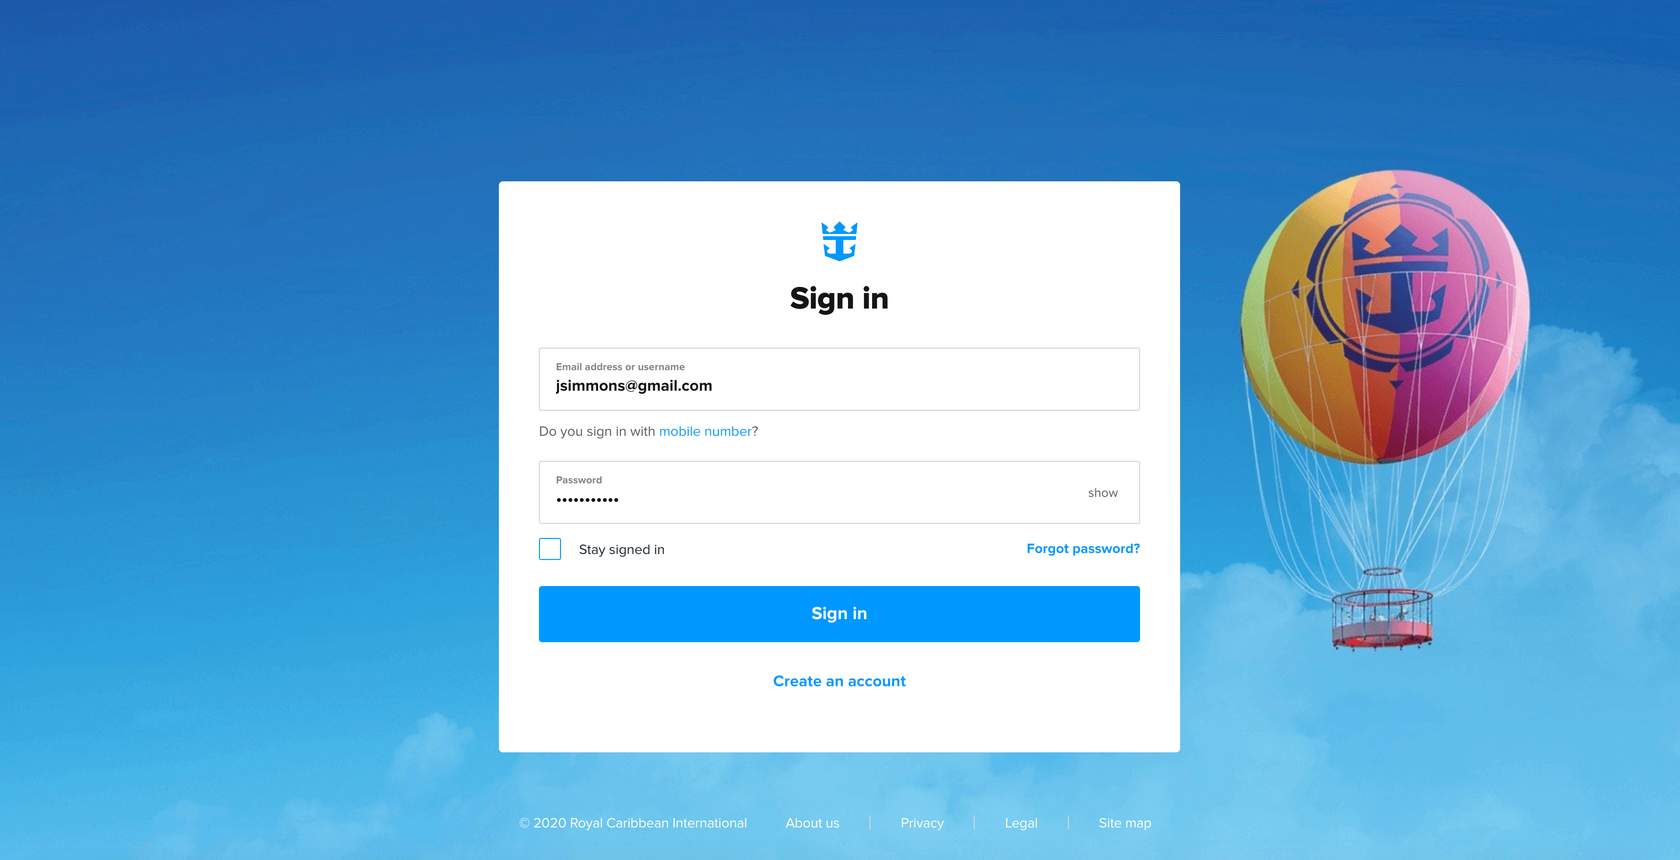 Sign in
Email address or username
jsimmons@gmail.com
Do you sign in with mobile number?
Password
•••••••••••
show
Stay signed in
Forgot password?
Sign in
Create an account
© 2020 Royal Caribbean International
About us | Privacy | Legal | Site map